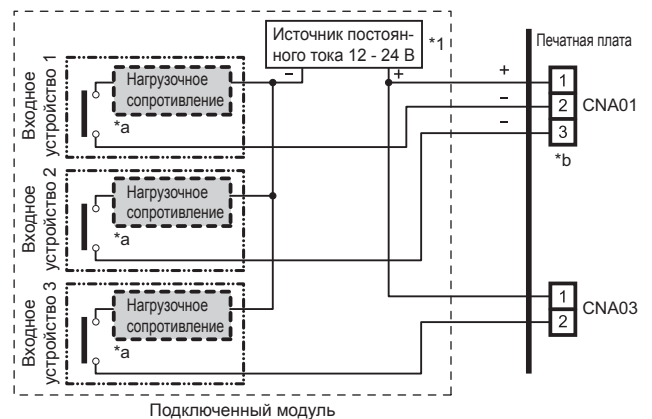 Источник постоян-
ного тока 12 - 24 В
*1
Печатная плата
Входное
устройство 1
Нагрузочное
сопротивление
*a
–
+
+
–
–
1
2
3
CNA01
*b
Входное
устройство 2
Нагрузочное
сопротивление
*a
Входное
устройство 3
Нагрузочное
сопротивление
*a
1
2
CNA03
Подключенный модуль